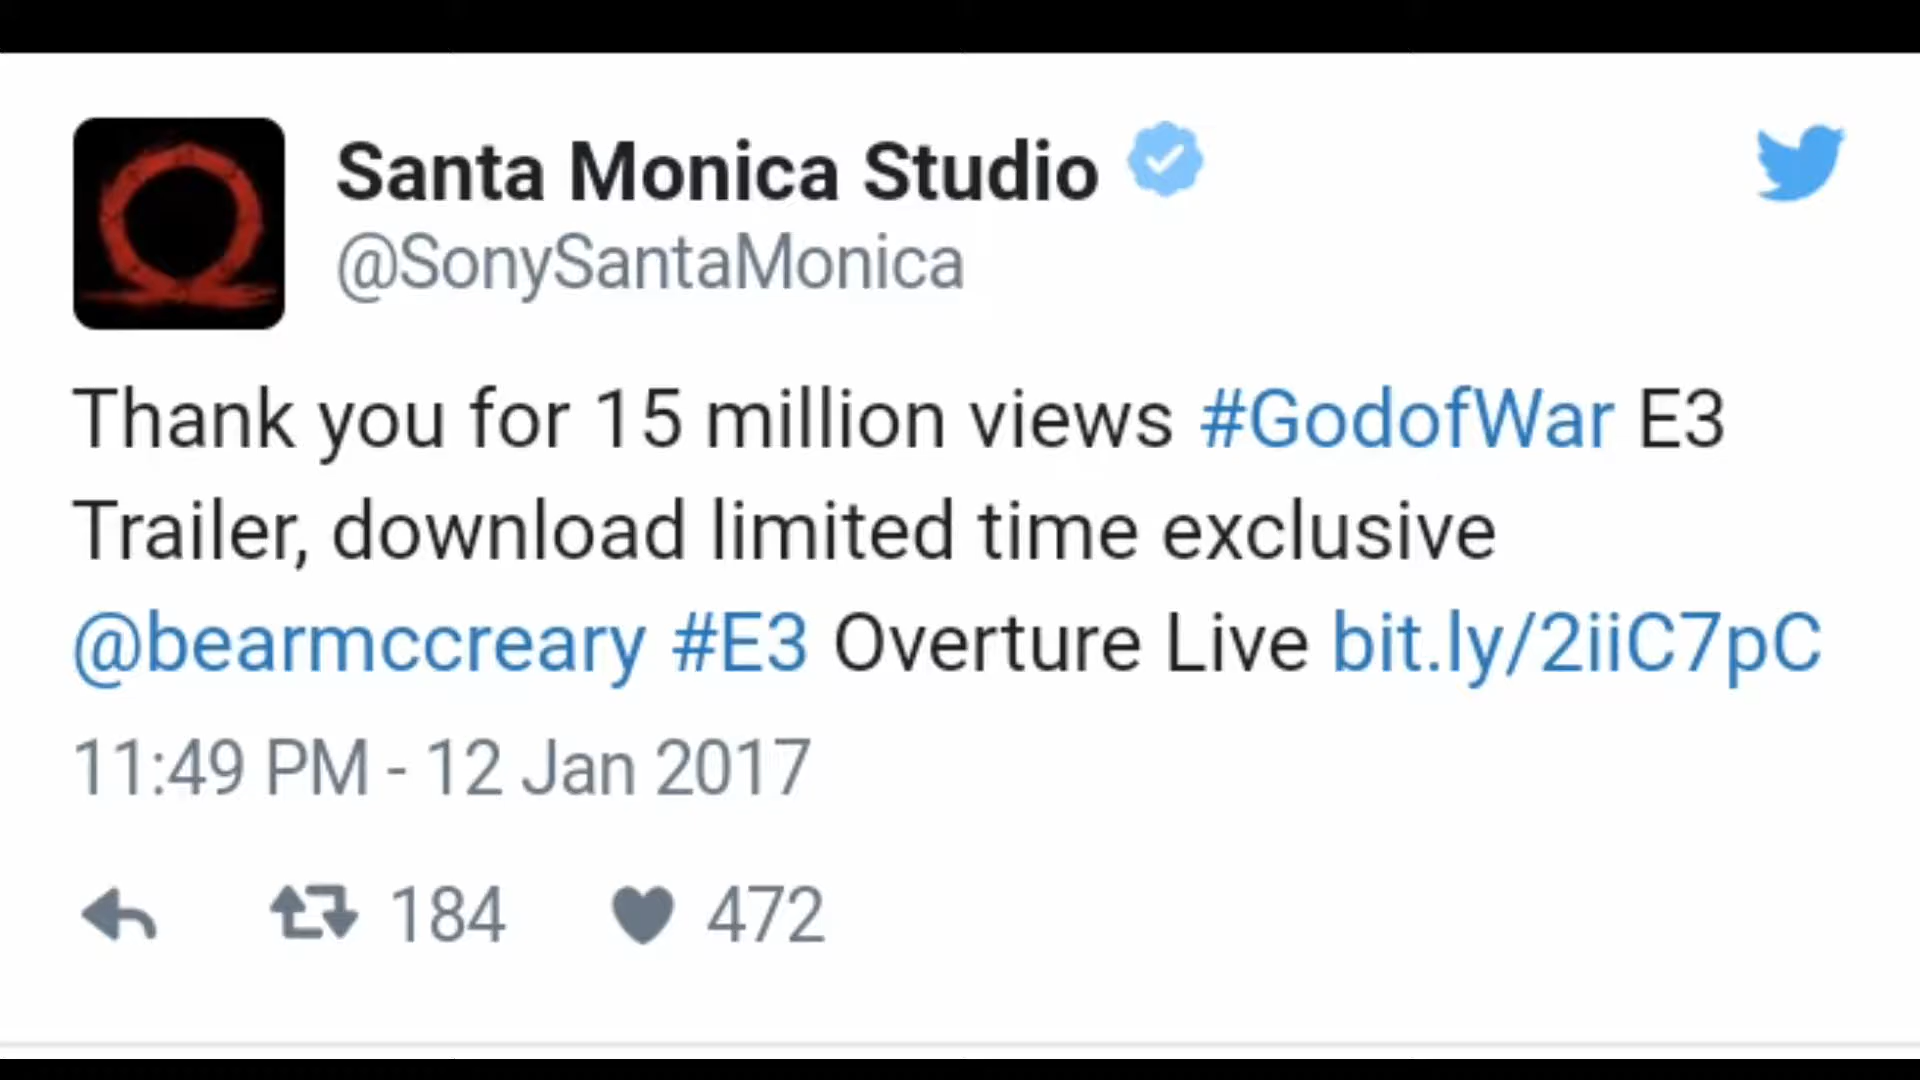 Santa Monica Studio
@SonySantaMonica
Thank you for 15 million views #GodofWar E3
Trailer, download limited time exclusive
@bearmccreary #E3 Overture Live bit.ly/2iiC7pC
11:49 PM - 12 Jan 2017
184 472